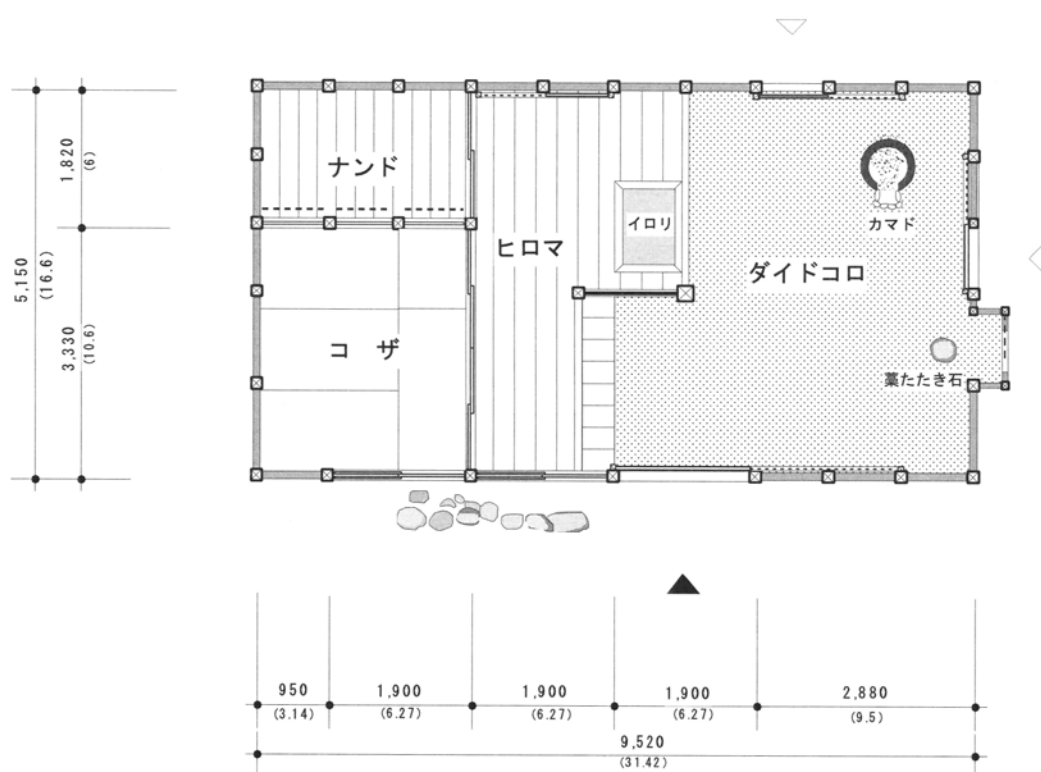 ナンド
イロリ
カマド
ヒロマ
ダイドコロ
コ ザ
藁たたき石
1,820
(6)
5,150
(16.6)
3,330
(10.6)
950
(3.14)
1,900
(6.27)
1,900
(6.27)
1,900
(6.27)
2,880
(9.5)
9,520
(31.42)